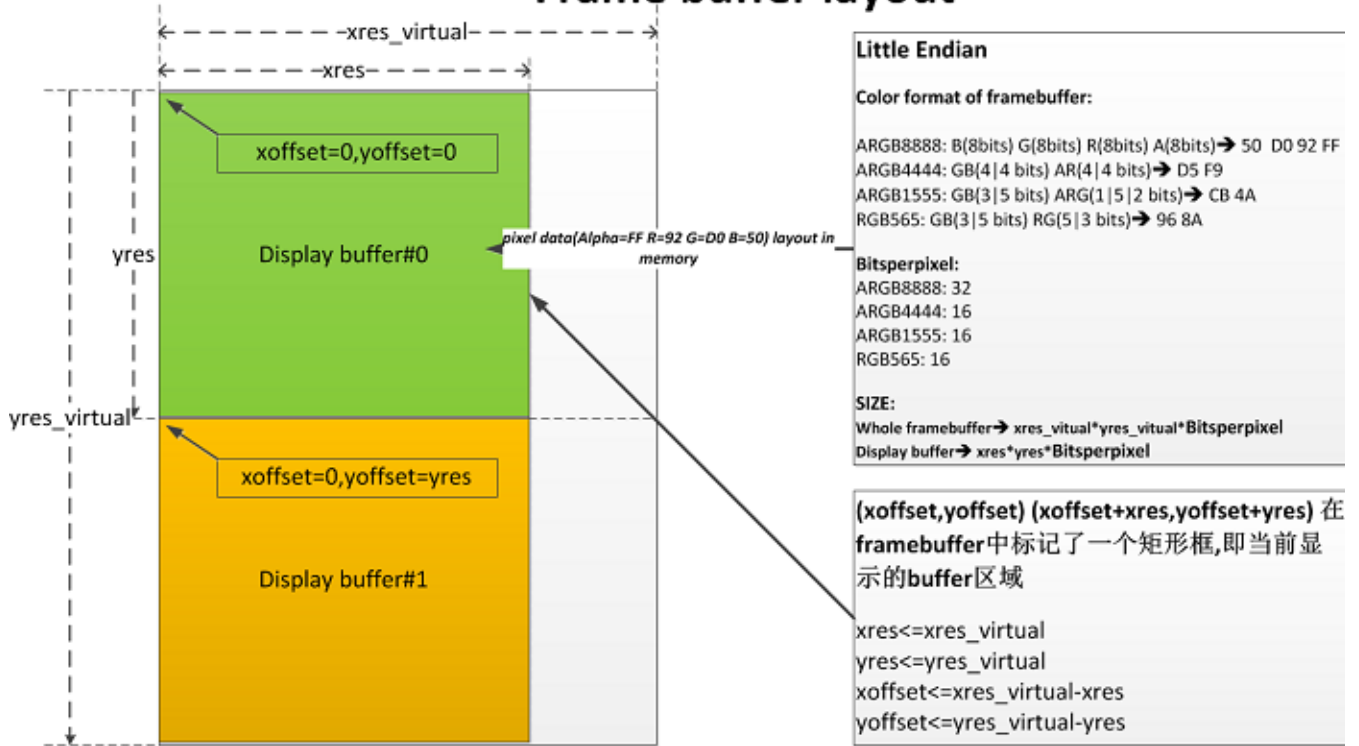 Frame buffer layout
xres_virtual
xres
xoffset=0,yoffset=0
yres
Display buffer#0
pixel data(Alpha=FF R=92 G=D0 B=50) layout in
memory
yres_virtual
xoffset=0,yoffset=yres
Display buffer#1
Little Endian
Color format of framebuffer:
ARGB8888: B(8bits) G(8bits) R(8bits) A(8bits)➔ 50 D0 92 FF
ARGB4444: GB(4|4 bits) AR(4|4 bits)➔ D5 F9
ARGB1555: GB(3|5 bits) ARG(1|5|2 bits)➔ CB 4A
RGB565: GB(3|5 bits) RG(5|3 bits)➔ 96 8A
Bitsperpixel:
ARGB8888: 32
ARGB4444: 16
ARGB1555: 16
RGB565: 16
SIZE:
Whole framebuffer➔ xres_vitual*yres_vitual*Bitsperpixel
Display buffer➔ xres*yres*Bitsperpixel
(xoffset,yoffset) (xoffset+xres,yoffset+yres) 在
framebuffer中标记了一个矩形框,即当前显
示的buffer区域
xres<=xres_virtual
yres<=yres_virtual
xoffset<=xres_virtual-xres
yoffset<=yres_virtual-yres